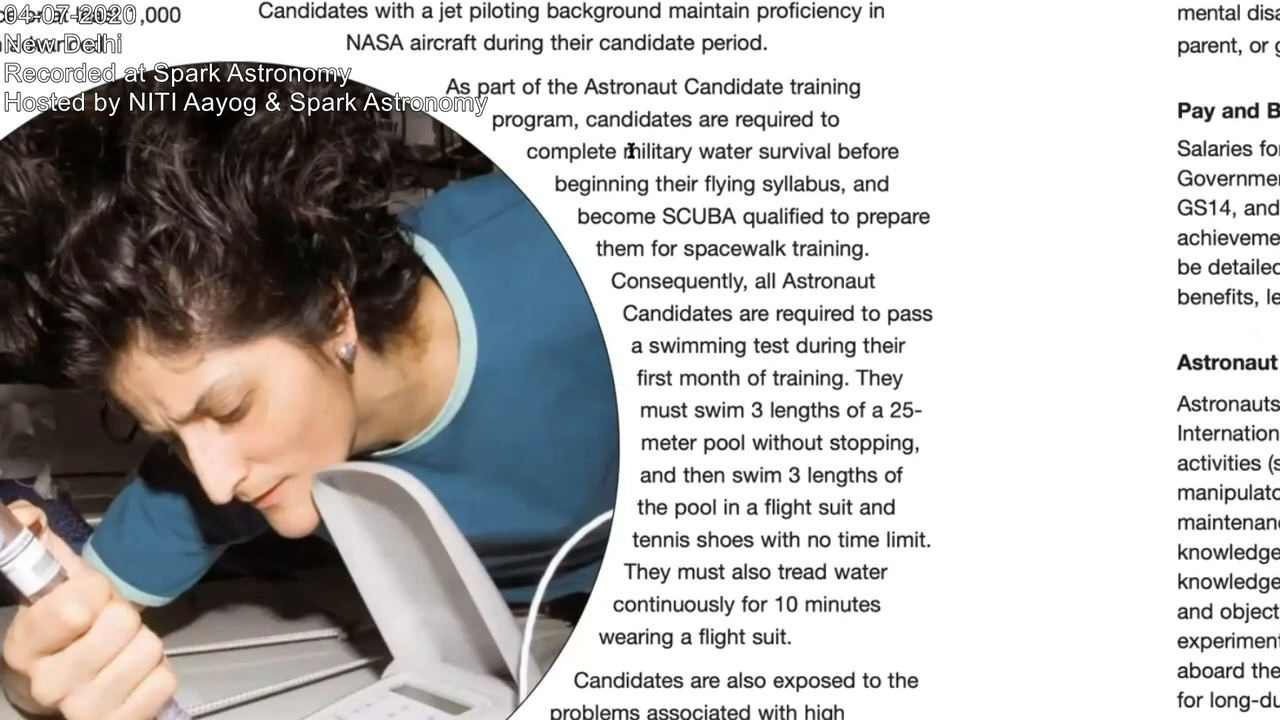 04-07-2020
New Delhi
Recorded at Spark Astronomy
Hosted by NITI Aayog & Spark Astronomy
,000
Candidates with a jet piloting background maintain proficiency in
NASA aircraft during their candidate period.
As part of the Astronaut Candidate training
program, candidates are required to
complete military water survival before
beginning their flying syllabus, and
become SCUBA qualified to prepare
them for spacewalk training.
Consequently, all Astronaut
Candidates are required to pass
a swimming test during their
first month of training. They
must swim 3 lengths of a 25-
meter pool without stopping,
and then swim 3 lengths of
the pool in a flight suit and
tennis shoes with no time limit.
They must also tread water
continuously for 10 minutes
wearing a flight suit.
Candidates are also exposed to the
problems associated with high
mental disa
parent, or g
Pay and B
Salaries fo
Governme
GS14, and
achieveme
be detailed
benefits, le
Astronaut
Astronauts
Internation
activities (s
manipulato
maintenanc
knowledge
knowledge
and object
experiment
aboard the
for long-du